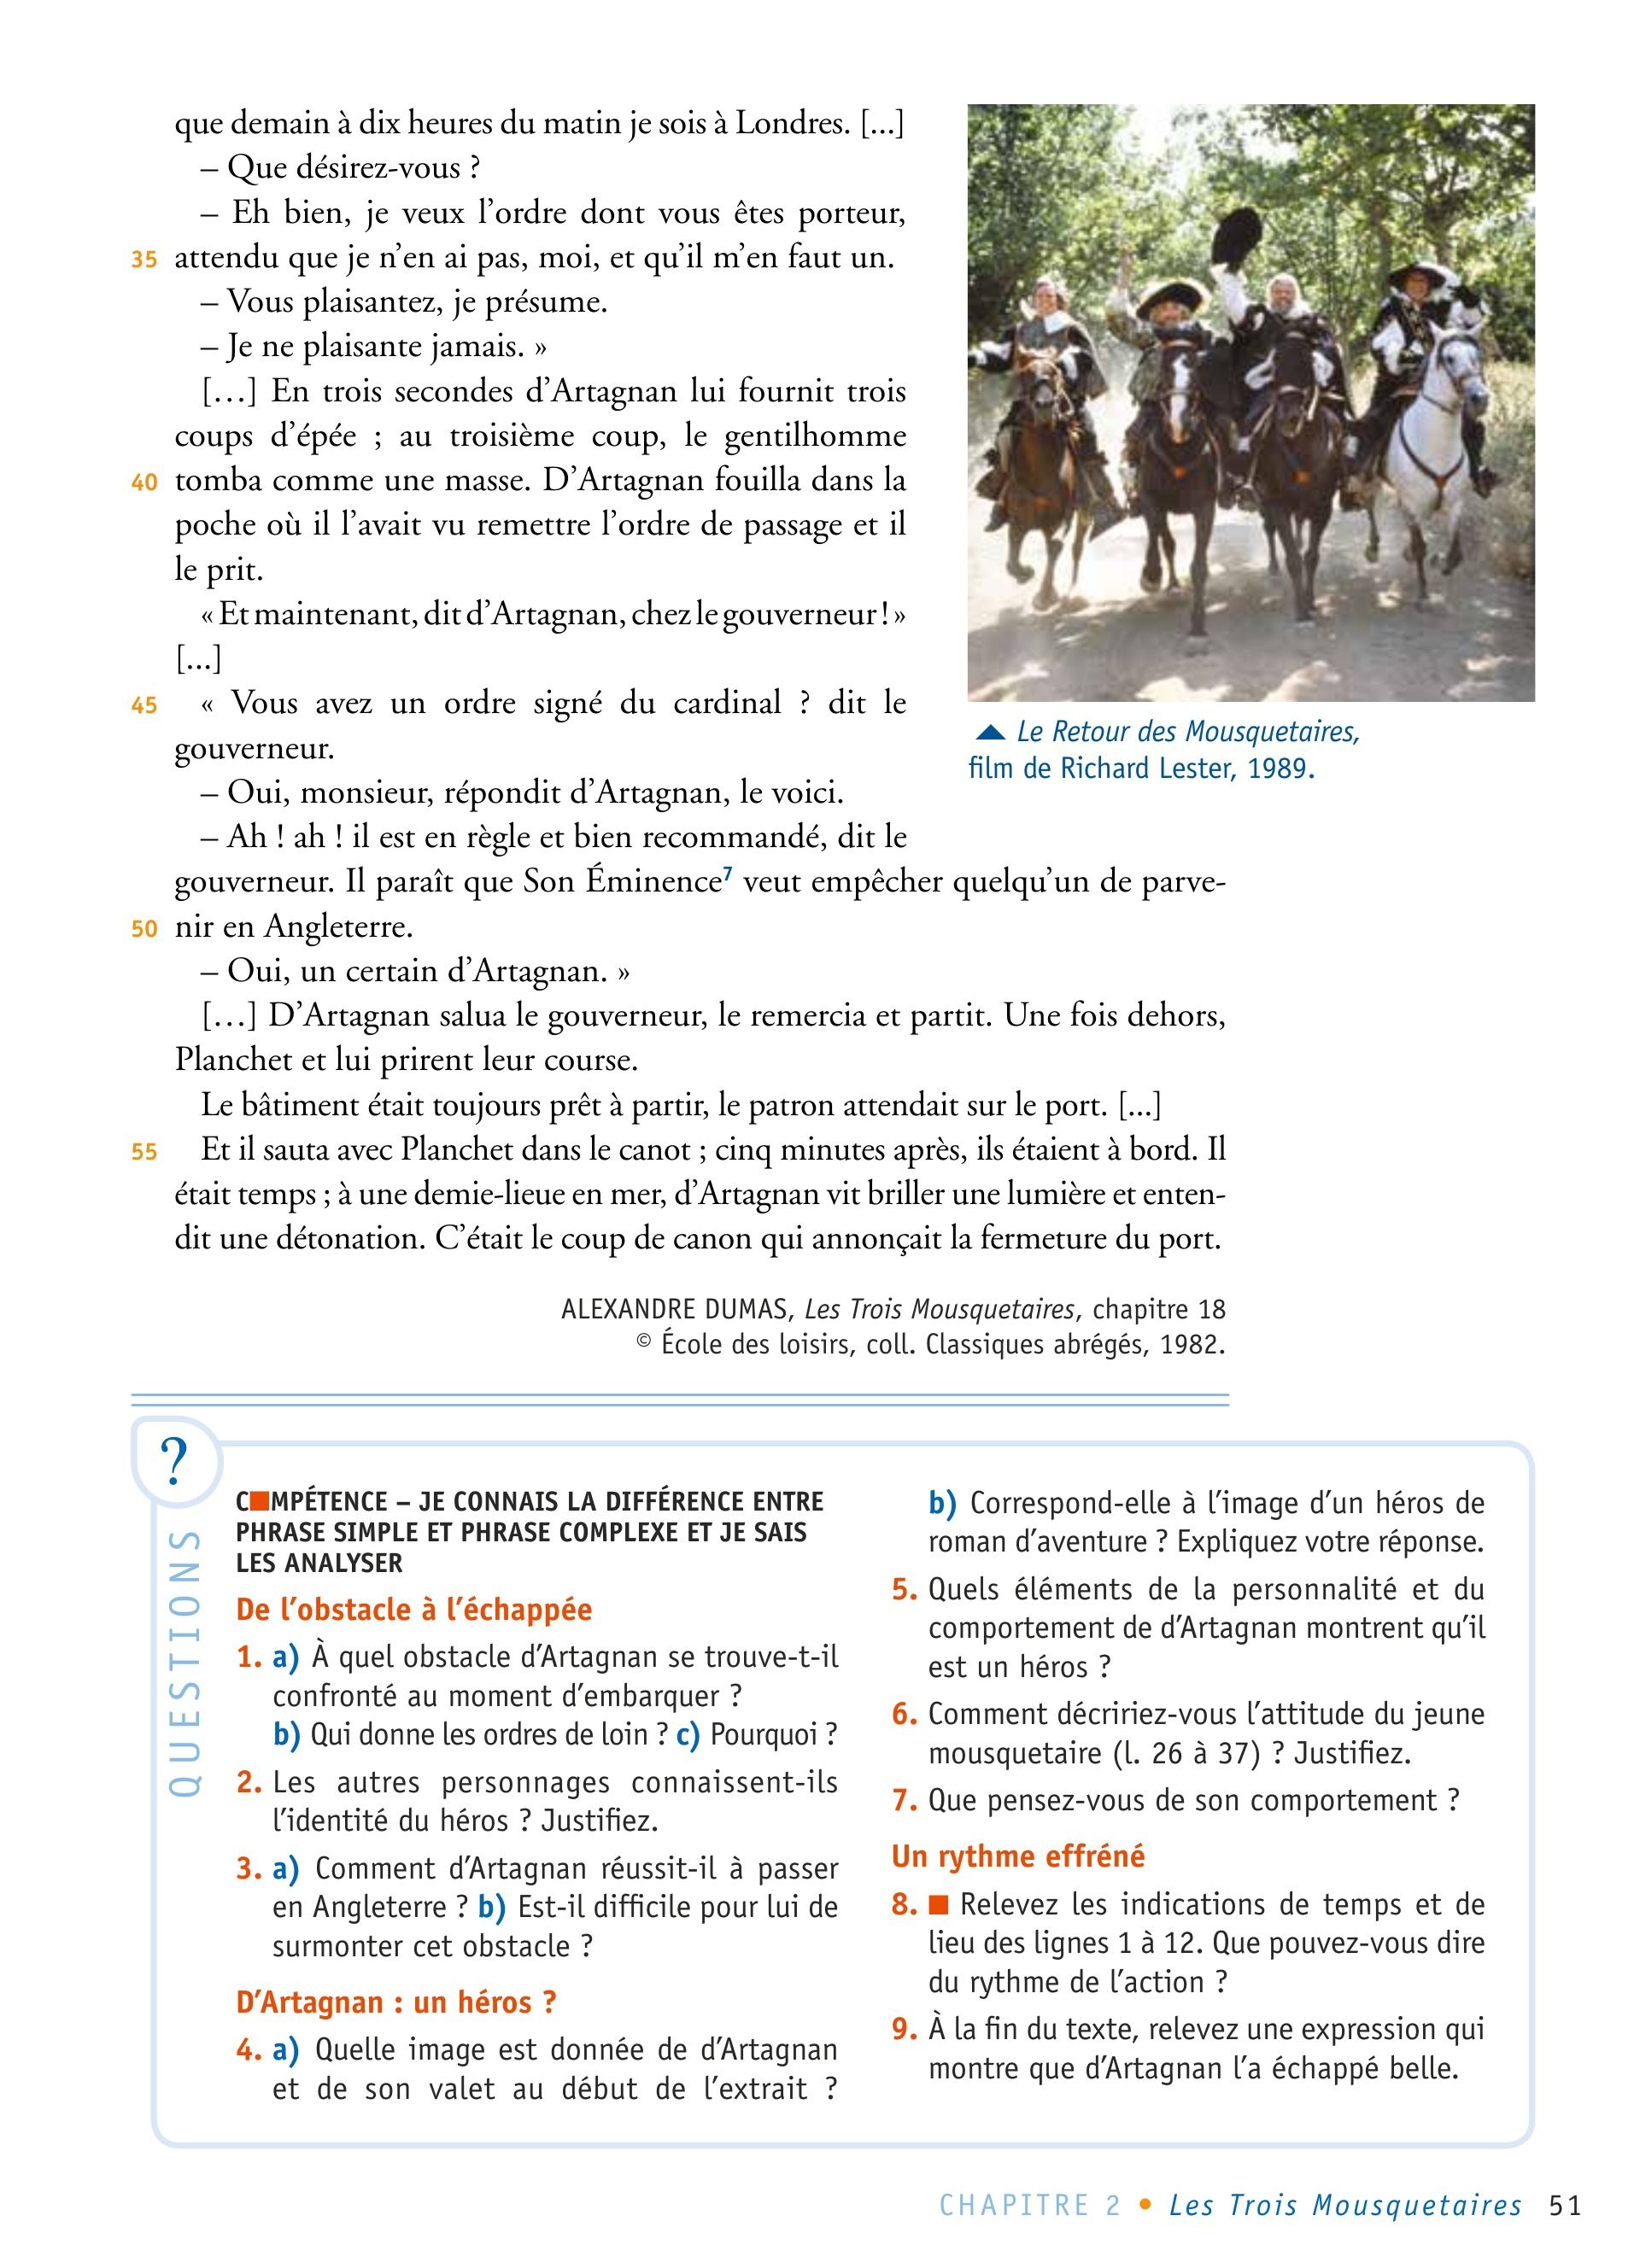 que demain à dix heures du matin je sois à Londres. [...]
– Que désirez-vous ?
– Eh bien, je veux l’ordre dont vous êtes porteur,
35 attendu que je n’en ai pas, moi, et qu’il m’en faut un.
– Vous plaisantez, je présume.
– Je ne plaisante jamais. »
[…] En trois secondes d’Artagnan lui fournit trois
coups d’épée ; au troisième coup, le gentilhomme
40 tomba comme une masse. D’Artagnan fouilla dans la
poche où il l’avait vu remettre l’ordre de passage et il
le prit.
« Et maintenant, dit d’Artagnan, chez le gouverneur ! »
[...]
45 « Vous avez un ordre signé du cardinal ? dit le
gouverneur.
– Oui, monsieur, répondit d’Artagnan, le voici.
– Ah ! ah ! il est en règle et bien recommandé, dit le
gouverneur. Il paraît que Son Éminence7 veut empêcher quelqu’un de parve-
50 nir en Angleterre.
– Oui, un certain d’Artagnan. »
[…] D’Artagnan salua le gouverneur, le remercia et partit. Une fois dehors,
Planchet et lui prirent leur course.
Le bâtiment était toujours prêt à partir, le patron attendait sur le port. [...]
55 Et il sauta avec Planchet dans le canot ; cinq minutes après, ils étaient à bord. Il
était temps ; à une demie-lieue en mer, d’Artagnan vit briller une lumière et enten-
dit une détonation. C’était le coup de canon qui annonçait la fermeture du port.
ALEXANDRE DUMAS, Les Trois Mousquetaires, chapitre 18
© École des loisirs, coll. Classiques abrégés, 1982.
▲ Le Retour des Mousquetaires,
film de Richard Lester, 1989.
?
QUESTIONS
C■MPÉTENCE – JE CONNAIS LA DIFFÉRENCE ENTRE
PHRASE SIMPLE ET PHRASE COMPLEXE ET JE SAIS
LES ANALYSER
De l’obstacle à l’échappée
1. a) À quel obstacle d’Artagnan se trouve-t-il
confronté au moment d’embarquer ?
b) Qui donne les ordres de loin ? c) Pourquoi ?
2. Les autres personnages connaissent-ils
l’identité du héros ? Justifiez.
3. a) Comment d’Artagnan réussit-il à passer
en Angleterre ? b) Est-il difficile pour lui de
surmonter cet obstacle ?
D’Artagnan : un héros ?
4. a) Quelle image est donnée de d’Artagnan
et de son valet au début de l’extrait ?
b) Correspond-elle à l’image d’un héros de
roman d’aventure ? Expliquez votre réponse.
5. Quels éléments de la personnalité et du
comportement de d’Artagnan montrent qu’il
est un héros ?
6. Comment décririez-vous l’attitude du jeune
mousquetaire (l. 26 à 37) ? Justifiez.
7. Que pensez-vous de son comportement ?
Un rythme effréné
8. ■ Relevez les indications de temps et de
lieu des lignes 1 à 12. Que pouvez-vous dire
du rythme de l’action ?
9. À la fin du texte, relevez une expression qui
montre que d’Artagnan l’a échappé belle.
CHAPITRE 2 • Les Trois Mousquetaires 51